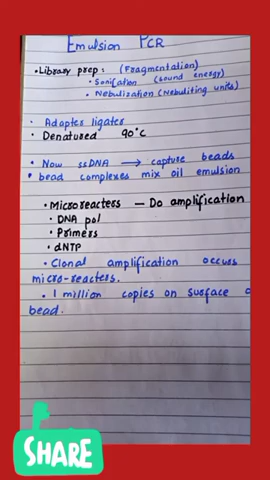 Emulsion PCR
• Library prep : (Fragmentation)
• Sonification (sound energy)
• Nebulization (Nebuliting units)
• Adapter ligates
• Denatured 90°C
• Now ssDNA → capture beads
• bead complexes mix oil emulsion
• Microreacters – Do amplification
• DNA pol
• Primers
• dNTP
• Clonal amplification occurs
micro-reacters.
• 1 million copies on surface o
bead.
SHARE